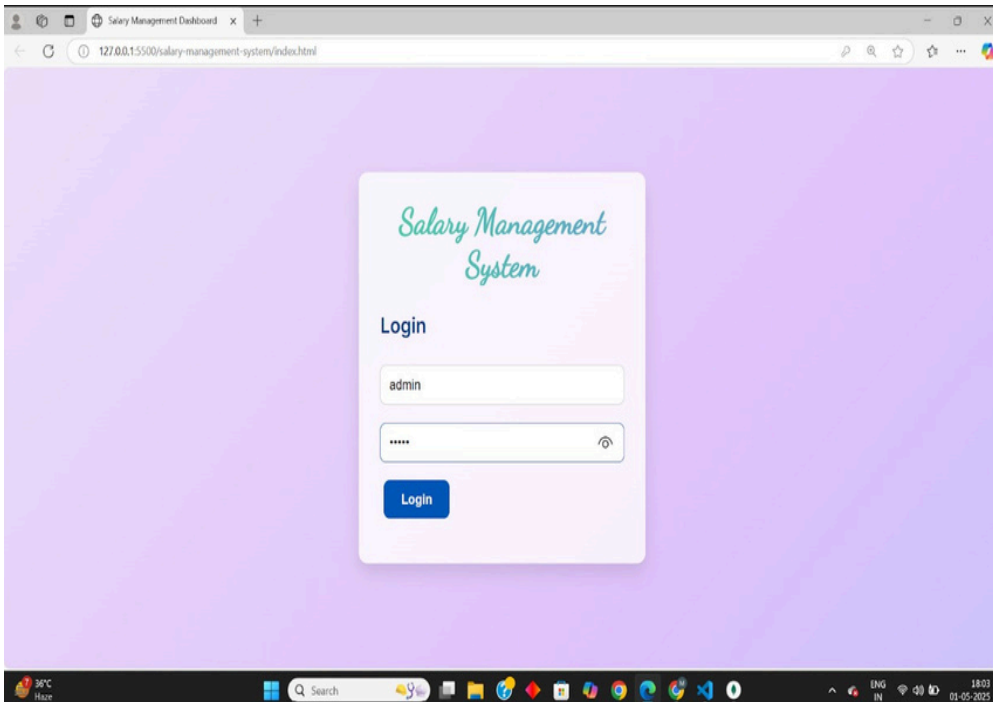 Salary Management Dashboard
127.0.0.1:5500/salary-management-system/index.html
Salary Management
System
Login
admin
•••••
Login
7
36°C
Haze
Search
ENG
IN
18:03
01-05-2025